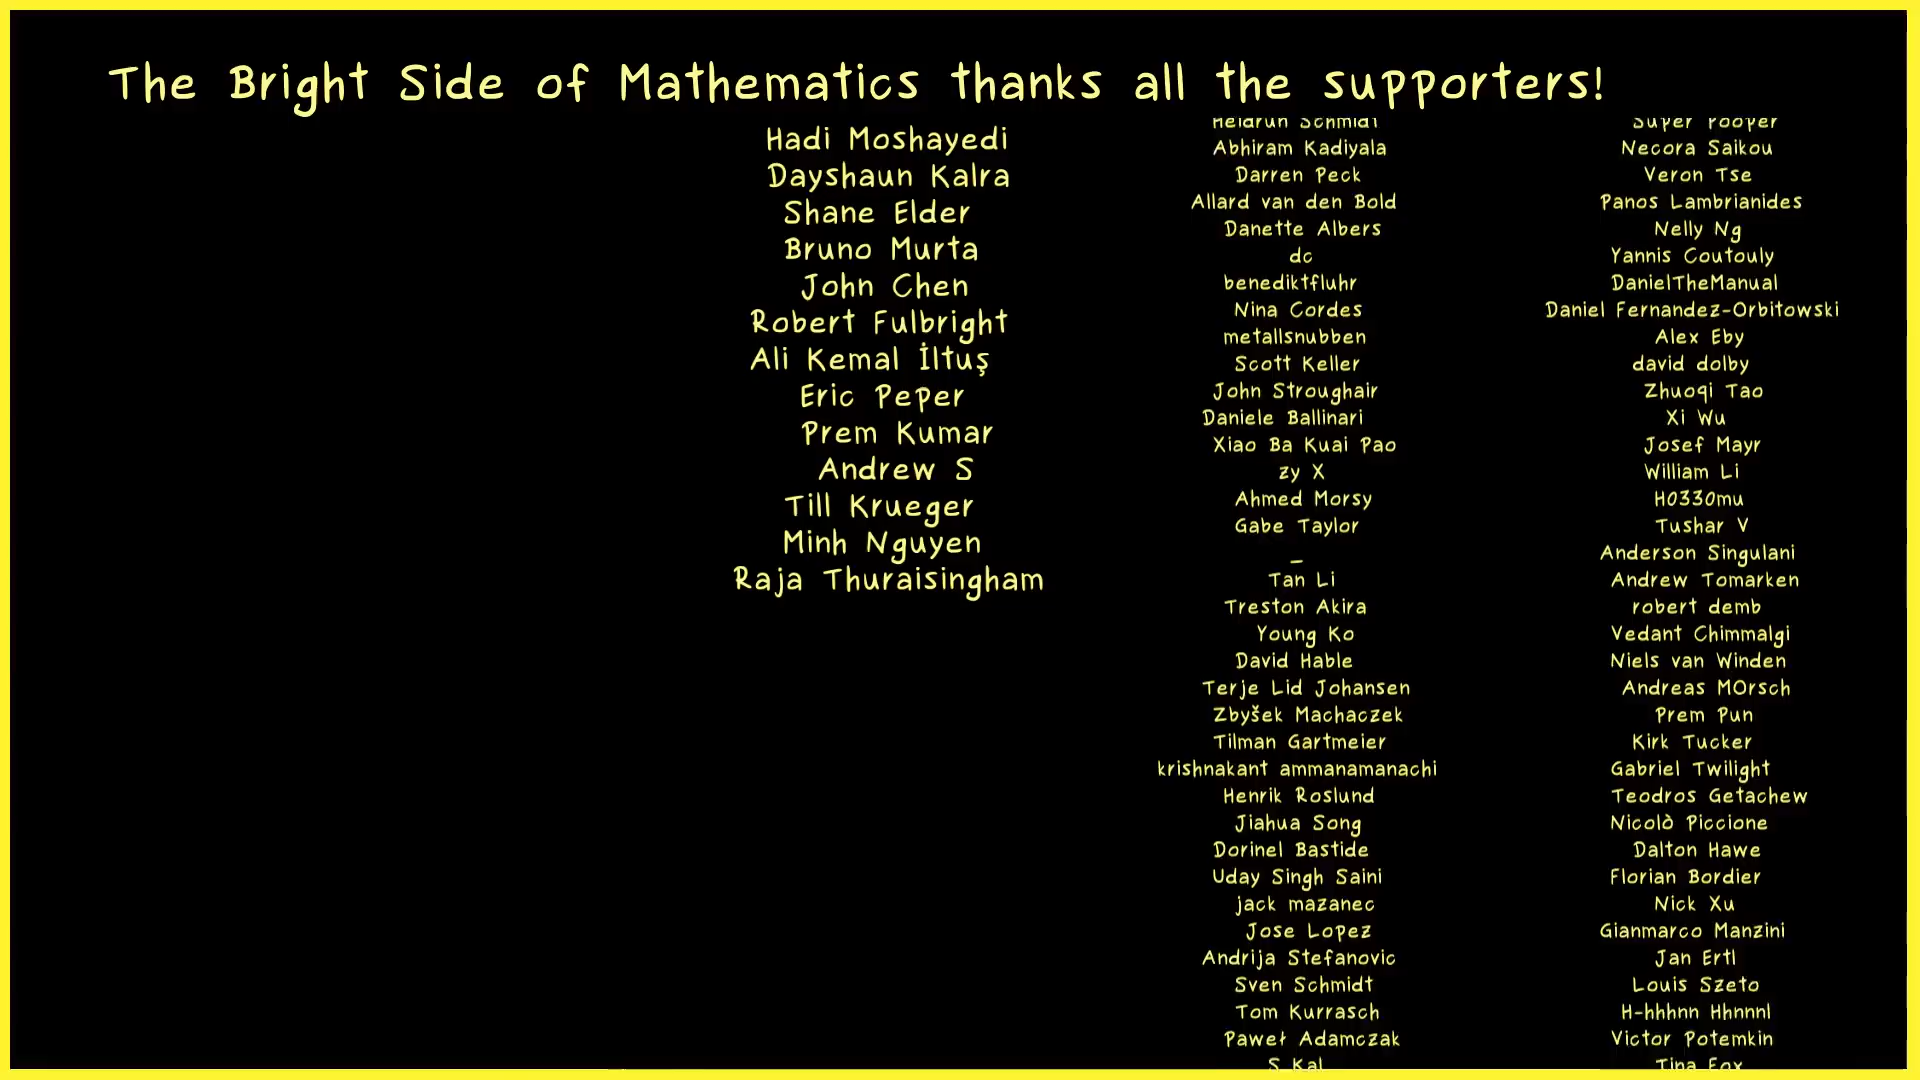 The Bright Side of Mathematics thanks all the supporters!
Hadi Moshayedi
Dayshaun Kalra
Shane Elder
Bruno Murta
John Chen
Robert Fulbright
Ali Kemal İltuş
Eric Peper
Prem Kumar
Andrew S
Till Krueger
Minh Nguyen
Raja Thuraisingham
Heidrun Schmidt
Abhiram Kadiyala
Darren Peck
Allard van den Bold
Danette Albers
dc
benediktfluhr
Nina Cordes
metallsnubben
Scott Keller
John Stroughair
Daniele Ballinari
Xiao Ba Kuai Pao
zy X
Ahmed Morsy
Gabe Taylor
_
Tan Li
Treston Akira
Young Ko
David Hable
Terje Lid Johansen
Zbyšek Machaczek
Tilman Gartmeier
krishnakant ammanamanachi
Henrik Roslund
Jiahua Song
Dorinel Bastide
Uday Singh Saini
jack mazanec
Jose Lopez
Andrija Stefanovic
Sven Schmidt
Tom Kurrasch
Paweł Adamczak
S Kal
Super Pooper
Necora Saikou
Veron Tse
Panos Lambrianides
Nelly Ng
Yannis Coutouly
DanielTheManual
Daniel Fernandez-Orbitowski
Alex Eby
david dolby
Zhuoqi Tao
Xi Wu
Josef Mayr
William Li
H0330mu
Tushar V
Anderson Singulani
Andrew Tomarken
robert demb
Vedant Chimmalgi
Niels van Winden
Andreas MOrsch
Prem Pun
Kirk Tucker
Gabriel Twilight
Teodros Getachew
Nicolò Piccione
Dalton Hawe
Florian Bordier
Nick Xu
Gianmarco Manzini
Jan Ertl
Louis Szeto
H-hhhnn Hhnnnl
Victor Potemkin
Tina Fox